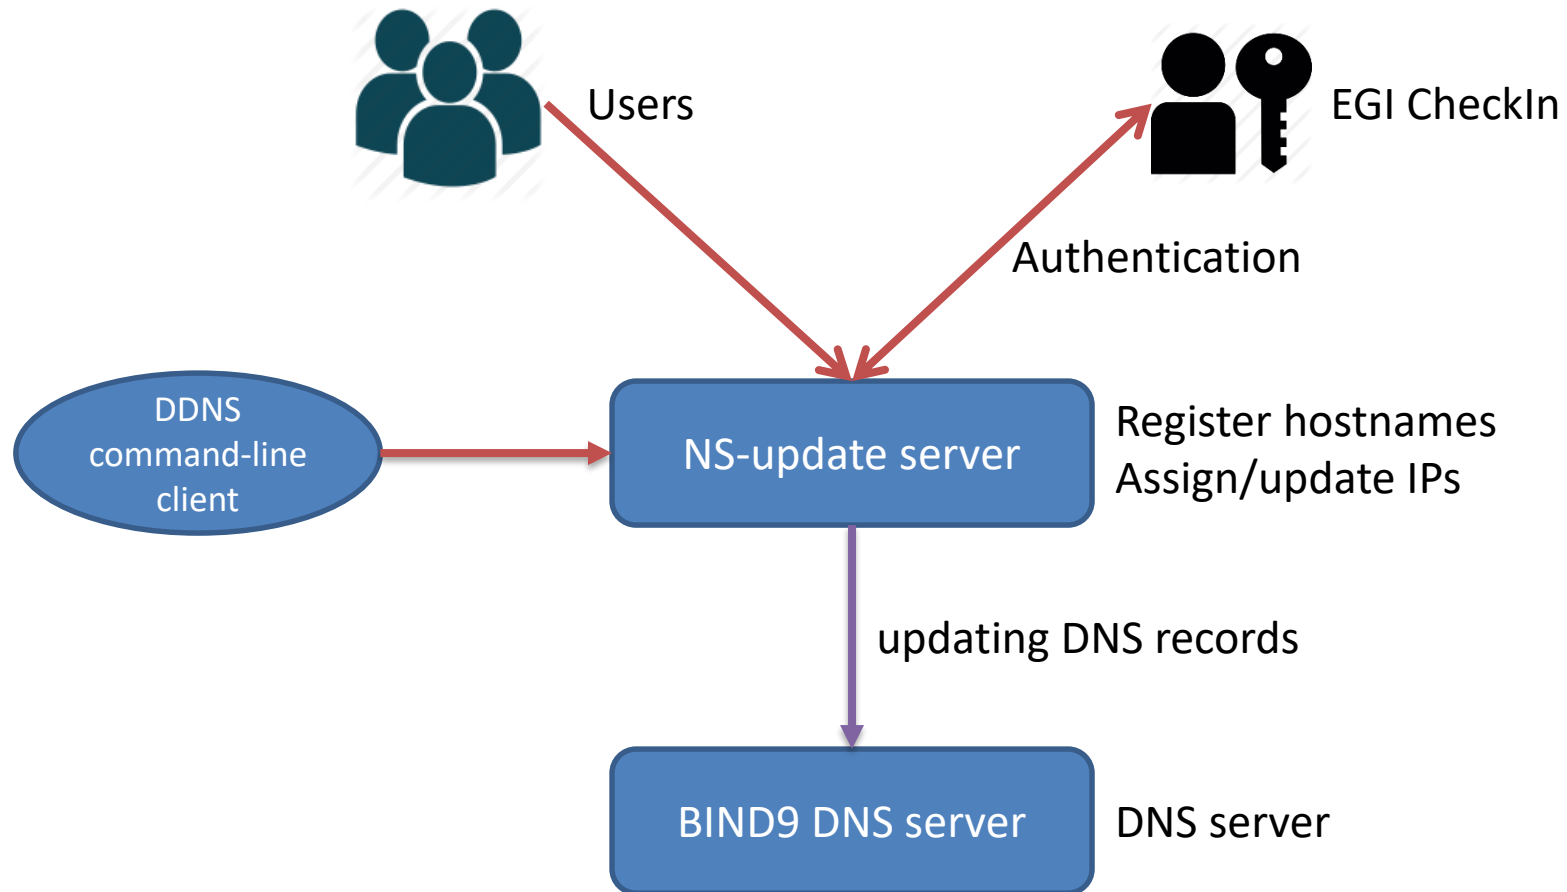 Users
EGI CheckIn
Authentication
DDNS
command-line
client
NS-update server
Register hostnames
Assign/update IPs
updating DNS records
BIND9 DNS server
DNS server